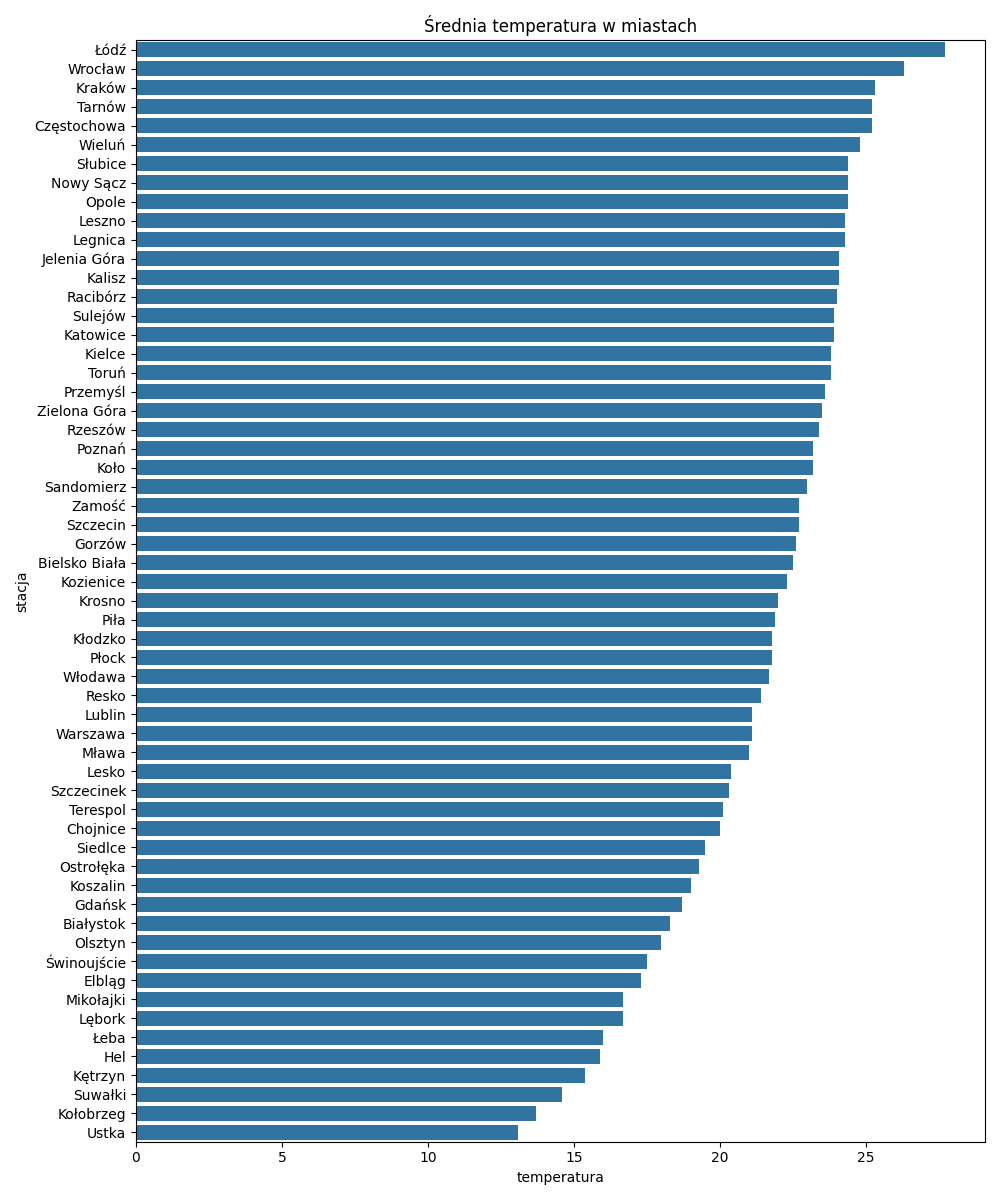 Średnia temperatura w miastach
Łódź
Wrocław
Kraków
Tarnów
Częstochowa
Wieluń
Słubice
Nowy Sącz
Opole
Leszno
Legnica
Jelenia Góra
Kalisz
Racibórz
Sulejów
Katowice
Kielce
Toruń
Przemyśl
Zielona Góra
Rzeszów
Poznań
Koło
Sandomierz
Zamość
Szczecin
Gorzów
Bielsko Biała
Kozienice
Krosno
Piła
Kłodzko
Płock
Włodawa
Resko
Lublin
Warszawa
Mława
Lesko
Szczecinek
Terespol
Chojnice
Siedlce
Ostrołęka
Koszalin
Gdańsk
Białystok
Olsztyn
Świnoujście
Elbląg
Mikołajki
Lębork
Łeba
Hel
Kętrzyn
Suwałki
Kołobrzeg
Ustka
stacja
0 5 10 15 20 25
temperatura